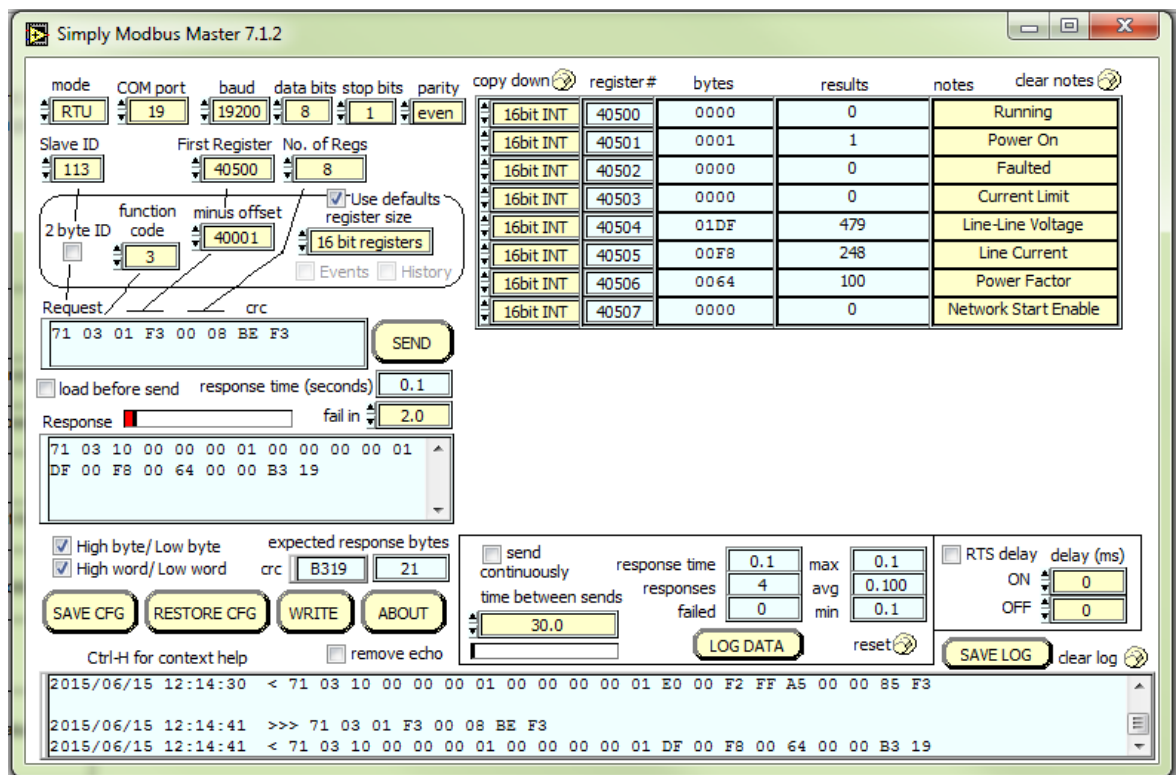 Simply Modbus Master 7.1.2
mode COM port baud data bits stop bits parity
RTU 19 19200 8 1 even
Slave ID First Register No. of Regs
113 40500 8
Use defaults
2 byte ID function code minus offset register size
3 40001 16 bit registers
Events History
Request crc
71 03 01 F3 00 08 BE F3
SEND
load before send response time (seconds) 0.1
Response fail in 2.0
71 03 10 00 00 00 01 00 00 00 00 01
DF 00 F8 00 64 00 00 B3 19
High byte/Low byte expected response bytes
High word/Low word crc B319 21
SAVE CFG RESTORE CFG WRITE ABOUT
Ctrl-H for context help remove echo
copy down register# bytes results notes clear notes
16bit INT 40500 0000 0 Running
16bit INT 40501 0001 1 Power On
16bit INT 40502 0000 0 Faulted
16bit INT 40503 0000 0 Current Limit
16bit INT 40504 01DF 479 Line-Line Voltage
16bit INT 40505 00F8 248 Line Current
16bit INT 40506 0064 100 Power Factor
16bit INT 40507 0000 0 Network Start Enable
send continuously
time between sends
30.0
response time 0.1 max 0.1
responses 4 avg 0.100
failed 0 min 0.1
LOG DATA reset
RTS delay delay (ms)
ON 0
OFF 0
SAVE LOG clear log
2015/06/15 12:14:30 < 71 03 10 00 00 00 01 00 00 00 00 01 E0 00 F2 FF A5 00 00 85 F3
2015/06/15 12:14:41 >>> 71 03 01 F3 00 08 BE F3
2015/06/15 12:14:41 < 71 03 10 00 00 00 01 00 00 00 00 01 DF 00 F8 00 64 00 00 B3 19